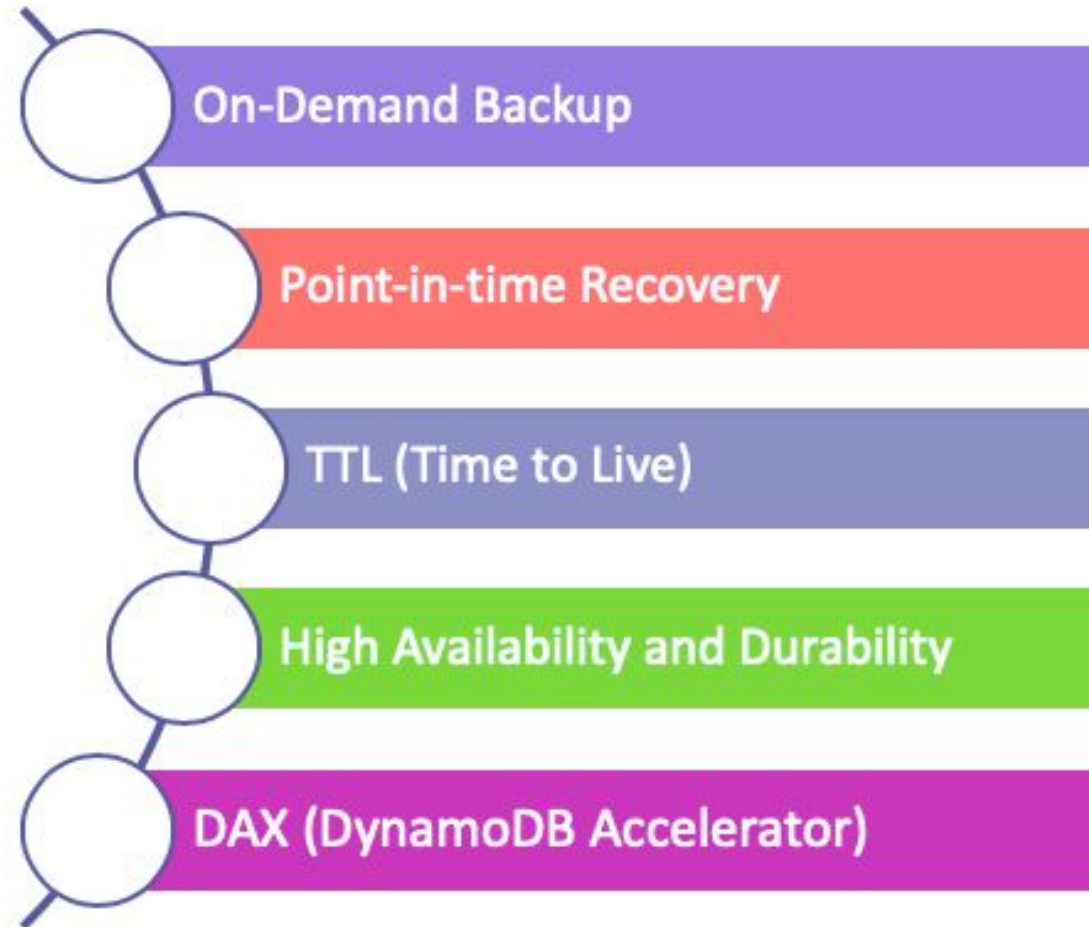 On-Demand Backup
Point-in-time Recovery
TTL (Time to Live)
High Availability and Durability
DAX (DynamoDB Accelerator)